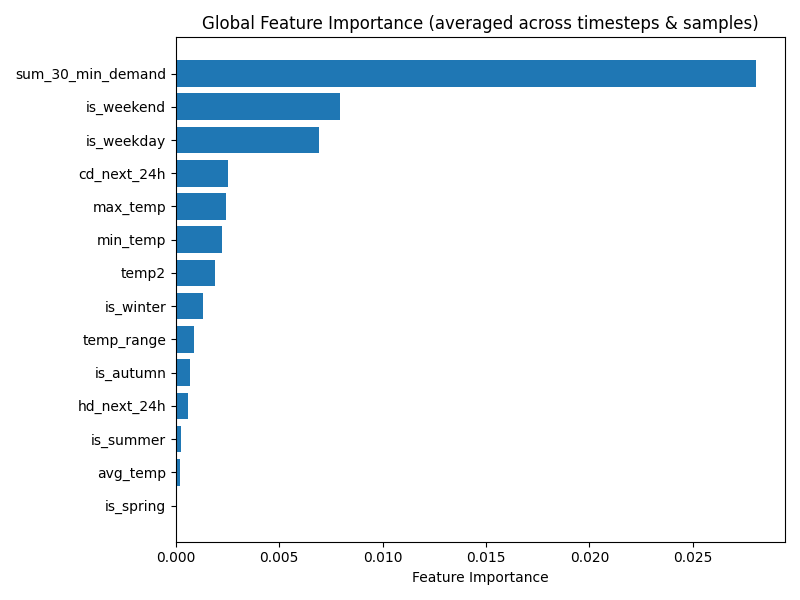 Global Feature Importance (averaged across timesteps & samples)
sum_30_min_demand
is_weekend
is_weekday
cd_next_24h
max_temp
min_temp
temp2
is_winter
temp_range
is_autumn
hd_next_24h
is_summer
avg_temp
is_spring
0.000 0.005 0.010 0.015 0.020 0.025
Feature Importance